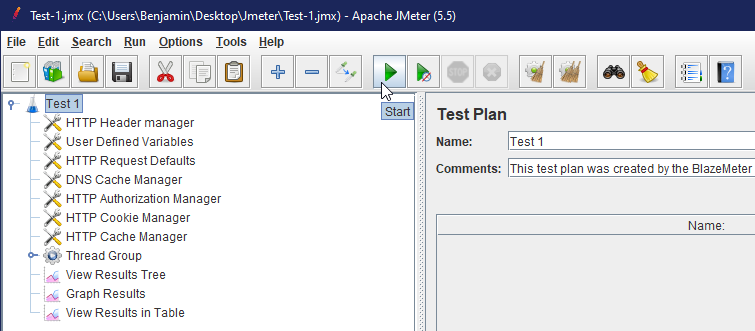 Test-1.jmx (C:\Users\Benjamin\Desktop\Jmeter\Test-1.jmx) - Apache JMeter (5.5)
File Edit Search Run Options Tools Help
STOP
Start
Test 1
HTTP Header manager
User Defined Variables
HTTP Request Defaults
DNS Cache Manager
HTTP Authorization Manager
HTTP Cookie Manager
HTTP Cache Manager
Thread Group
View Results Tree
Graph Results
View Results in Table
Test Plan
Name: Test 1
Comments: This test plan was created by the BlazeMeter
Name: